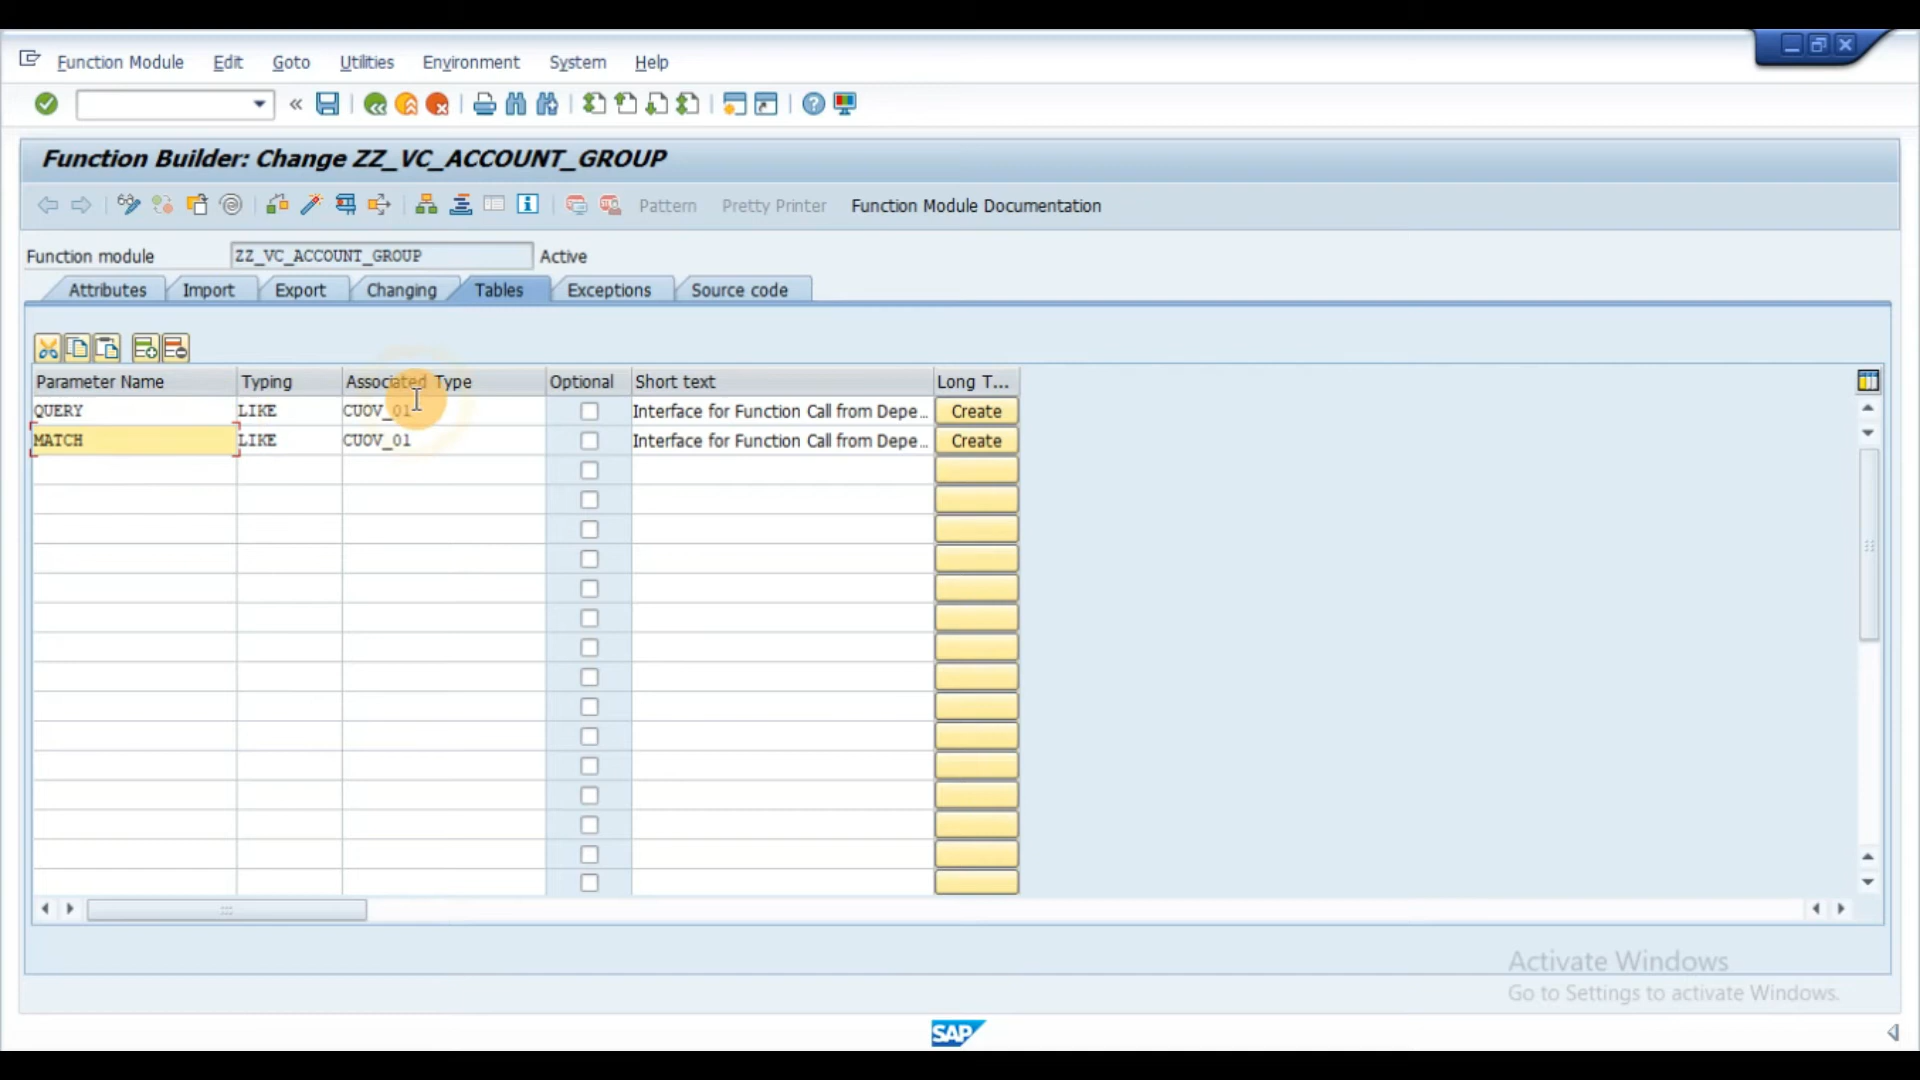 Function Module Edit Goto Utilities Environment System Help
Function Builder: Change ZZ_VC_ACCOUNT_GROUP
Pattern Pretty Printer Function Module Documentation
Function module ZZ_VC_ACCOUNT_GROUP Active
Attributes Import Export Changing Tables Exceptions Source code
Parameter Name Typing Associated Type Optional Short text Long T...
QUERY LIKE CUOV_01 Interface for Function Call from Depe... Create
MATCH LIKE CUOV_01 Interface for Function Call from Depe... Create
Activate Windows
Go to Settings to activate Windows.
SAP